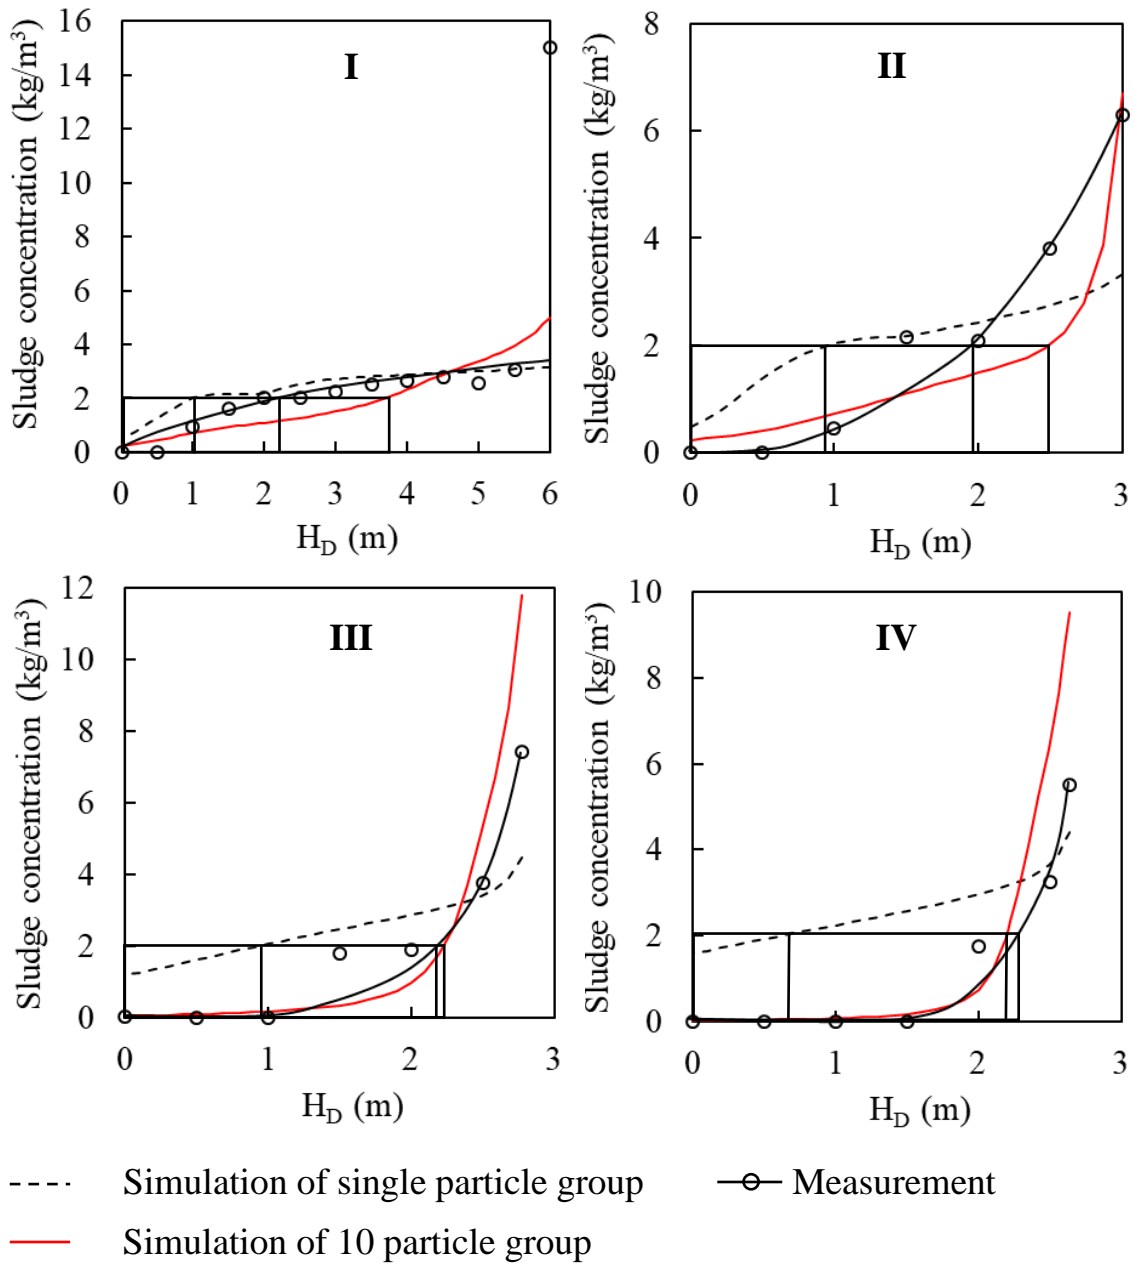 I
Sludge concentration (kg/m³)
16
14
12
10
8
6
4
2
0
0 1 2 3 4 5 6
H_D (m)
II
Sludge concentration (kg/m³)
8
6
4
2
0
0 1 2 3
H_D (m)
III
Sludge concentration (kg/m³)
12
10
8
6
4
2
0
0 1 2 3
H_D (m)
IV
Sludge concentration (kg/m³)
10
8
6
4
2
0
0 1 2 3
H_D (m)
Simulation of single particle group
Measurement
Simulation of 10 particle group